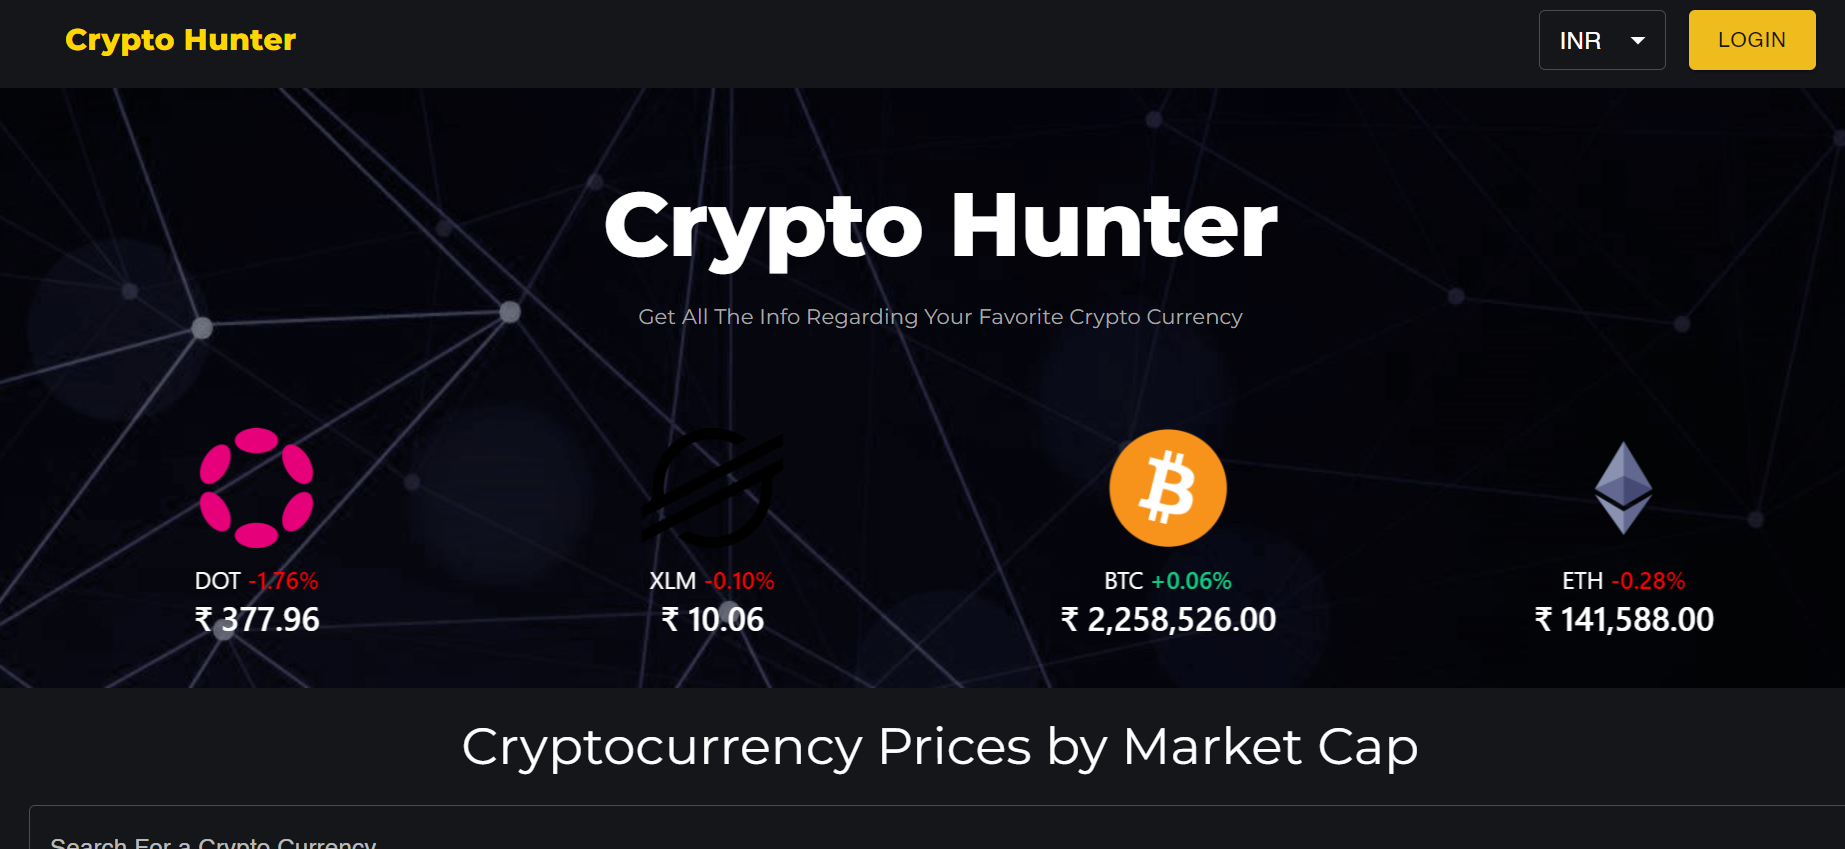 Crypto Hunter
INR
LOGIN
Crypto Hunter
Get All The Info Regarding Your Favorite Crypto Currency
DOT -1.76%
₹ 377.96
XLM -0.10%
₹ 10.06
BTC +0.06%
₹ 2,258,526.00
ETH -0.28%
₹ 141,588.00
Cryptocurrency Prices by Market Cap
Search For a Crypto Currency